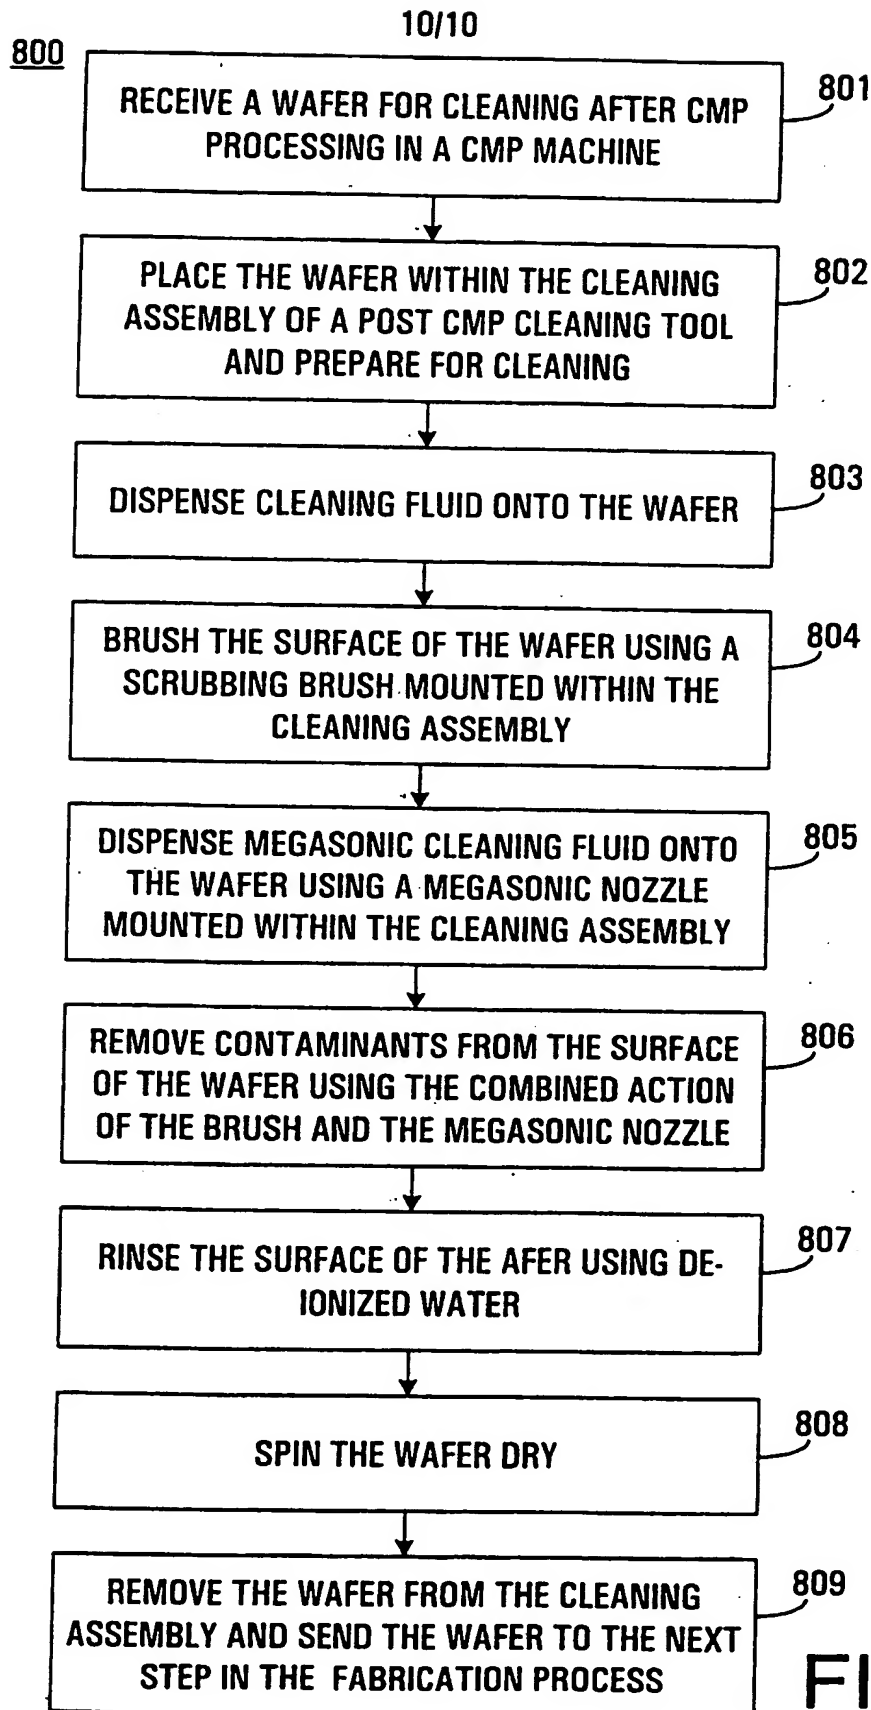 10/10
800
RECEIVE A WAFER FOR CLEANING AFTER CMP
PROCESSING IN A CMP MACHINE
801
PLACE THE WAFER WITHIN THE CLEANING
ASSEMBLY OF A POST CMP CLEANING TOOL
AND PREPARE FOR CLEANING
802
DISPENSE CLEANING FLUID ONTO THE WAFER
803
BRUSH THE SURFACE OF THE WAFER USING A
SCRUBBING BRUSH MOUNTED WITHIN THE
CLEANING ASSEMBLY
804
DISPENSE MEGASONIC CLEANING FLUID ONTO
THE WAFER USING A MEGASONIC NOZZLE
MOUNTED WITHIN THE CLEANING ASSEMBLY
805
REMOVE CONTAMINANTS FROM THE SURFACE
OF THE WAFER USING THE COMBINED ACTION
OF THE BRUSH AND THE MEGASONIC NOZZLE
806
RINSE THE SURFACE OF THE AFER USING DE-
IONIZED WATER
807
SPIN THE WAFER DRY
808
REMOVE THE WAFER FROM THE CLEANING
ASSEMBLY AND SEND THE WAFER TO THE NEXT
STEP IN THE FABRICATION PROCESS
809
FI